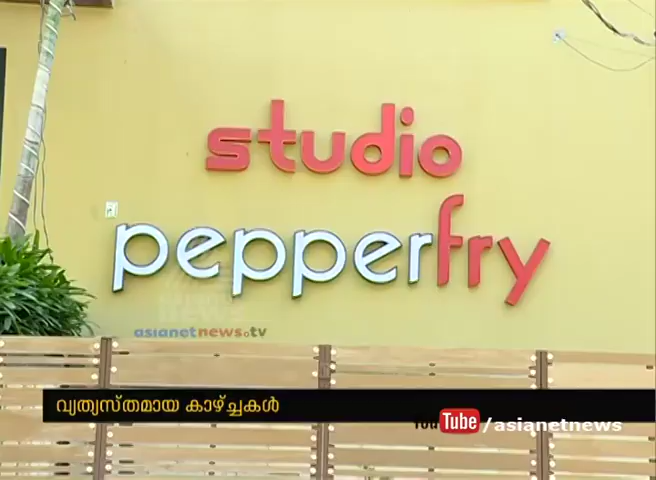 studio
pepperfry
asianetnews.tv
വ്യത്യസ്തമായ കാഴ്ച്ചകൾ
YouTube /asianetnews